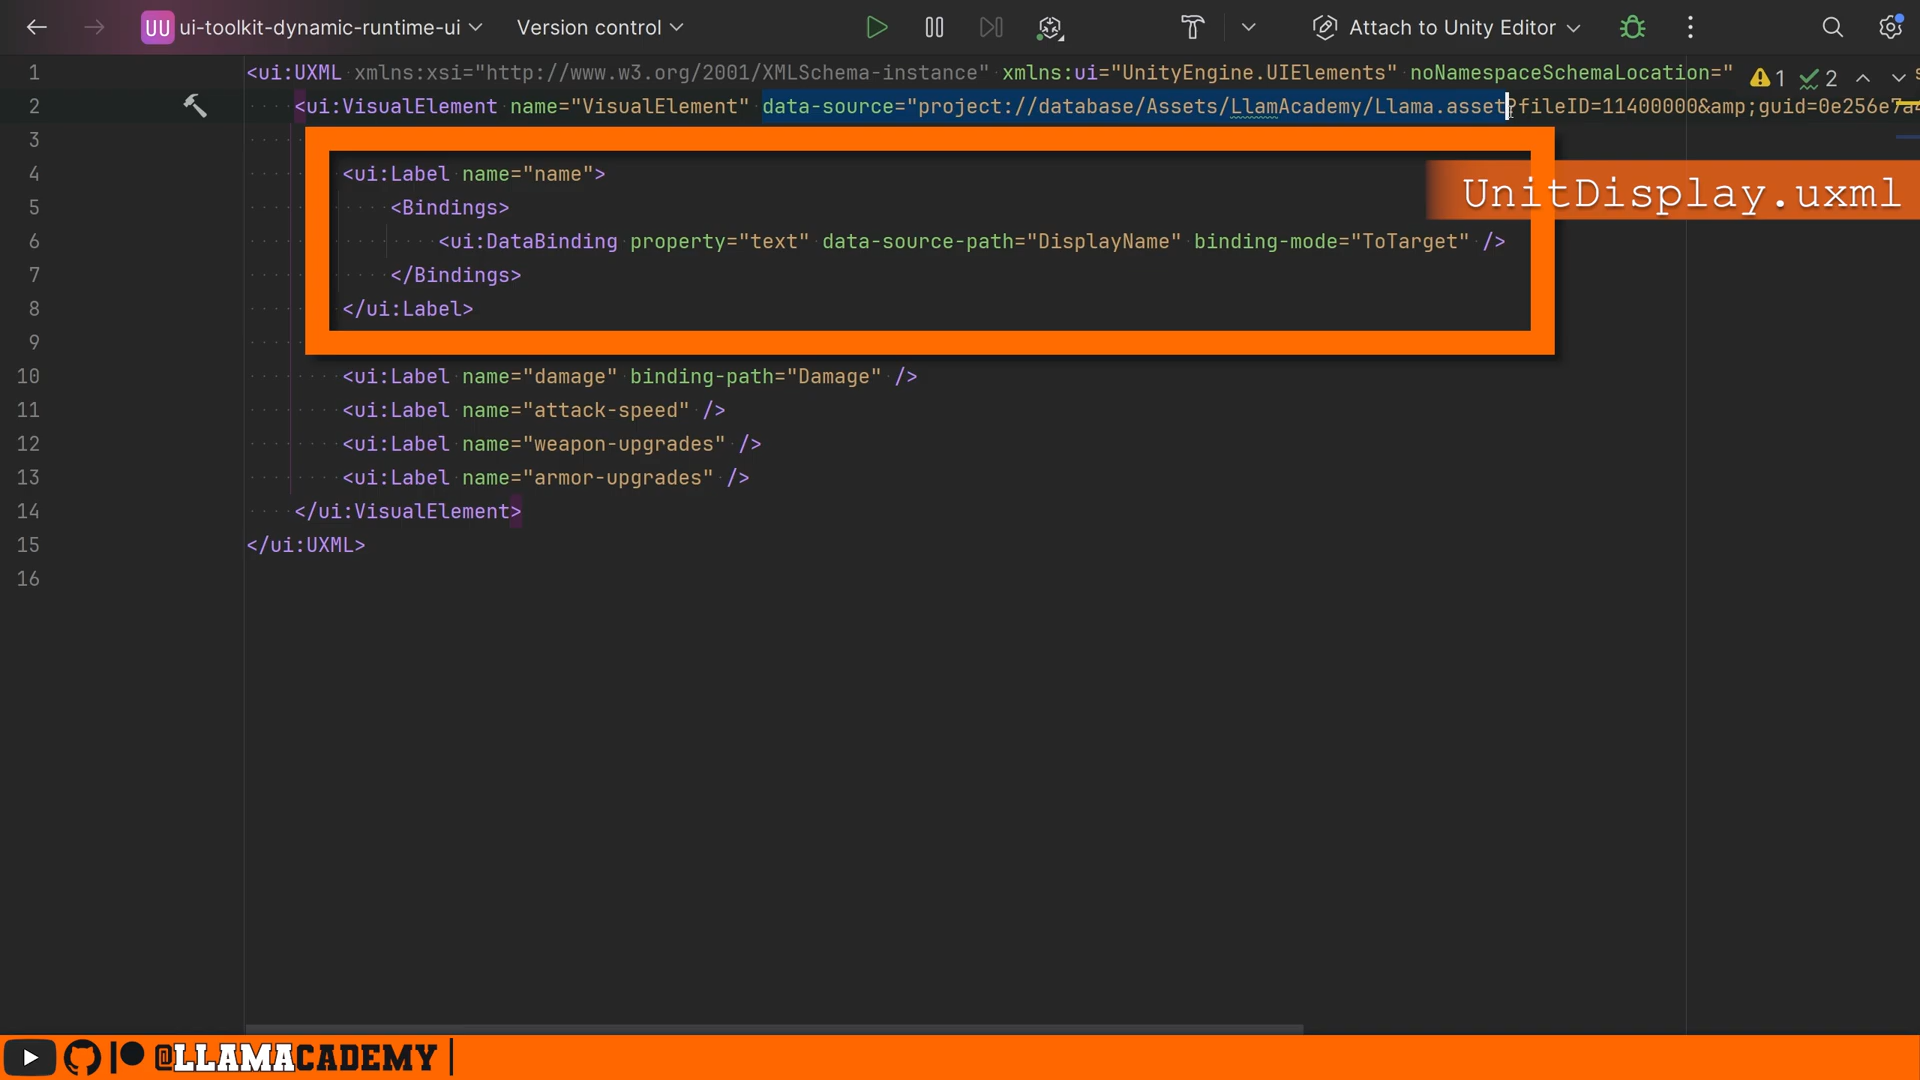 UU ui-toolkit-dynamic-runtime-ui Version control Attach to Unity Editor
1 <ui:UXML xmlns:xsi="http://www.w3.org/2001/XMLSchema-instance" xmlns:ui="UnityEngine.UIElements" noNamespaceSchemaLocation=" 1 2
2 <ui:VisualElement name="VisualElement" data-source="project://database/Assets/LlamAcademy/Llama.asset?fileID=11400000&amp;guid=0e256e7a4
3
4 <ui:Label name="name">
UnitDisplay.uxml
5 <Bindings>
6 <ui:DataBinding property="text" data-source-path="DisplayName" binding-mode="ToTarget" />
7 </Bindings>
8 </ui:Label>
9
10 <ui:Label name="damage" binding-path="Damage" />
11 <ui:Label name="attack-speed" />
12 <ui:Label name="weapon-upgrades" />
13 <ui:Label name="armor-upgrades" />
14 </ui:VisualElement>
15 </ui:UXML>
16
@LLAMACADEMY